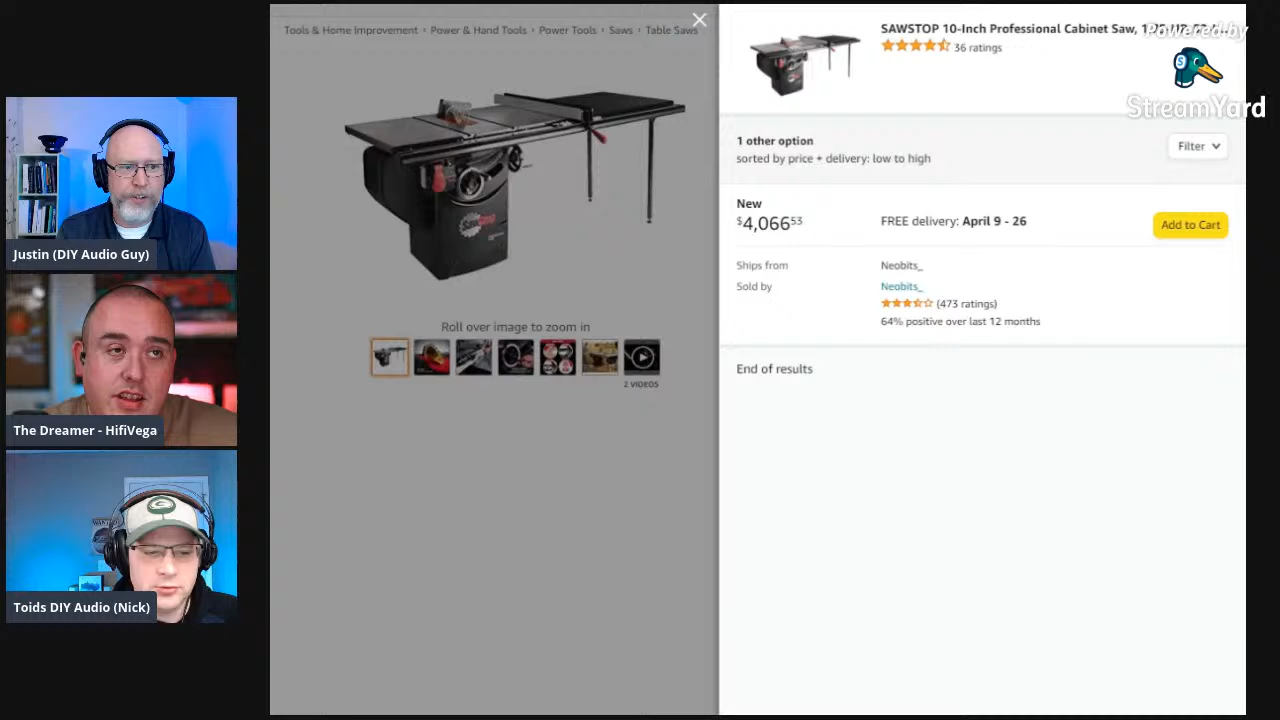 Tools & Home Improvement › Power & Hand Tools › Power Tools › Saws › Table Saws
SAWSTOP 10-Inch Professional Cabinet Saw,
36 ratings
Powered by
StreamYard
1 other option
sorted by price + delivery: low to high
Filter
New
$4,066 53
FREE delivery: April 9 - 26
Add to Cart
Ships from
Neobits_
Sold by
Neobits_
(473 ratings)
64% positive over last 12 months
End of results
Roll over image to zoom in
2 VIDEOS
Justin (DIY Audio Guy)
The Dreamer - HifiVega
Toids DIY Audio (Nick)